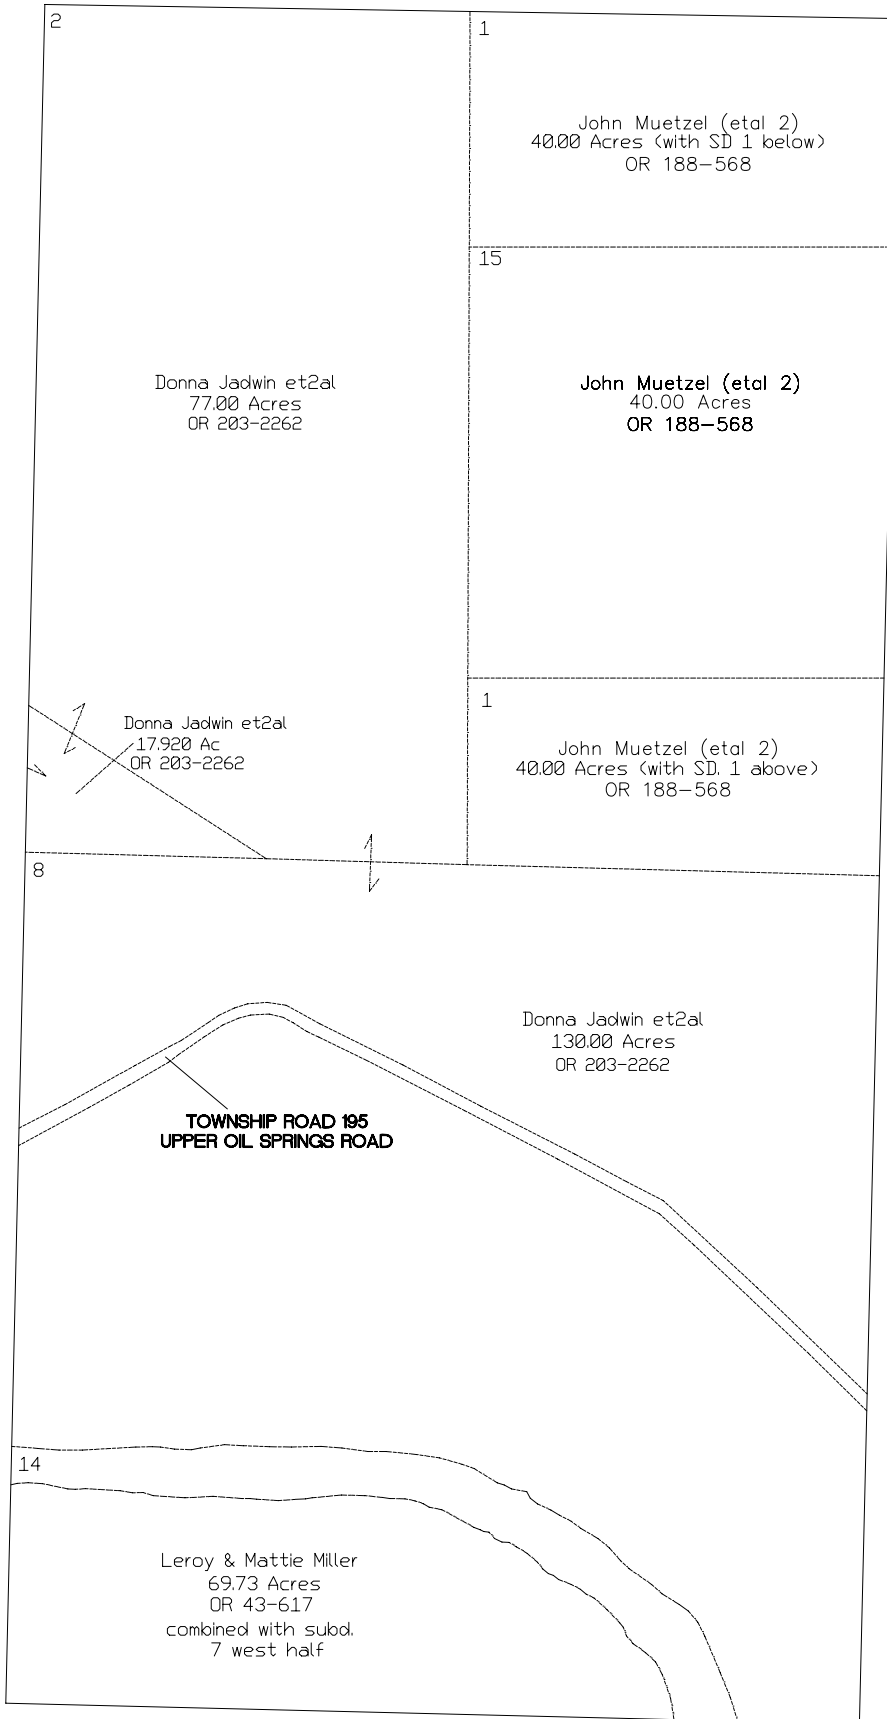 2
1
John Muetzel (etal 2)
40.00 Acres (with SD 1 below)
OR 188-568
15
Donna Jadwin et2al
77.00 Acres
OR 203-2262
John Muetzel (etal 2)
40.00 Acres
OR 188-568
Donna Jadwin et2al
17.920 Ac
OR 203-2262
1
John Muetzel (etal 2)
40.00 Acres (with SD. 1 above)
OR 188-568
8
Donna Jadwin et2al
130.00 Acres
OR 203-2262
TOWNSHIP ROAD 195
UPPER OIL SPRINGS ROAD
14
Leroy & Mattie Miller
69.73 Acres
OR 43-617
combined with subd.
7 west half